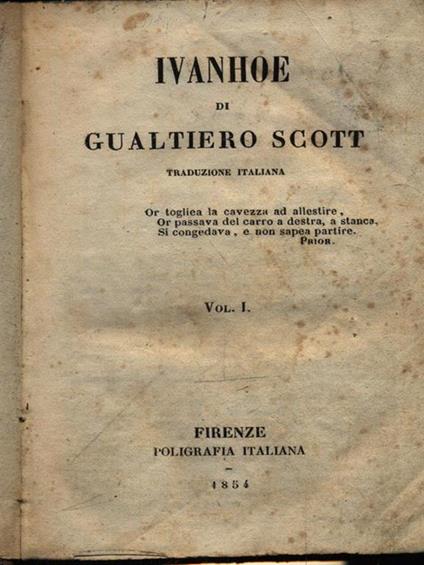 IVANHOE
DI
GUALTIERO SCOTT
TRADUZIONE ITALIANA
Or togliea la cavezza ad allestire,
Or passava del carro a destra, a stanca,
Si congedava, e non sapea partire.
PRIOR.
VOL. I.
FIRENZE
POLIGRAFIA ITALIANA
–
1854